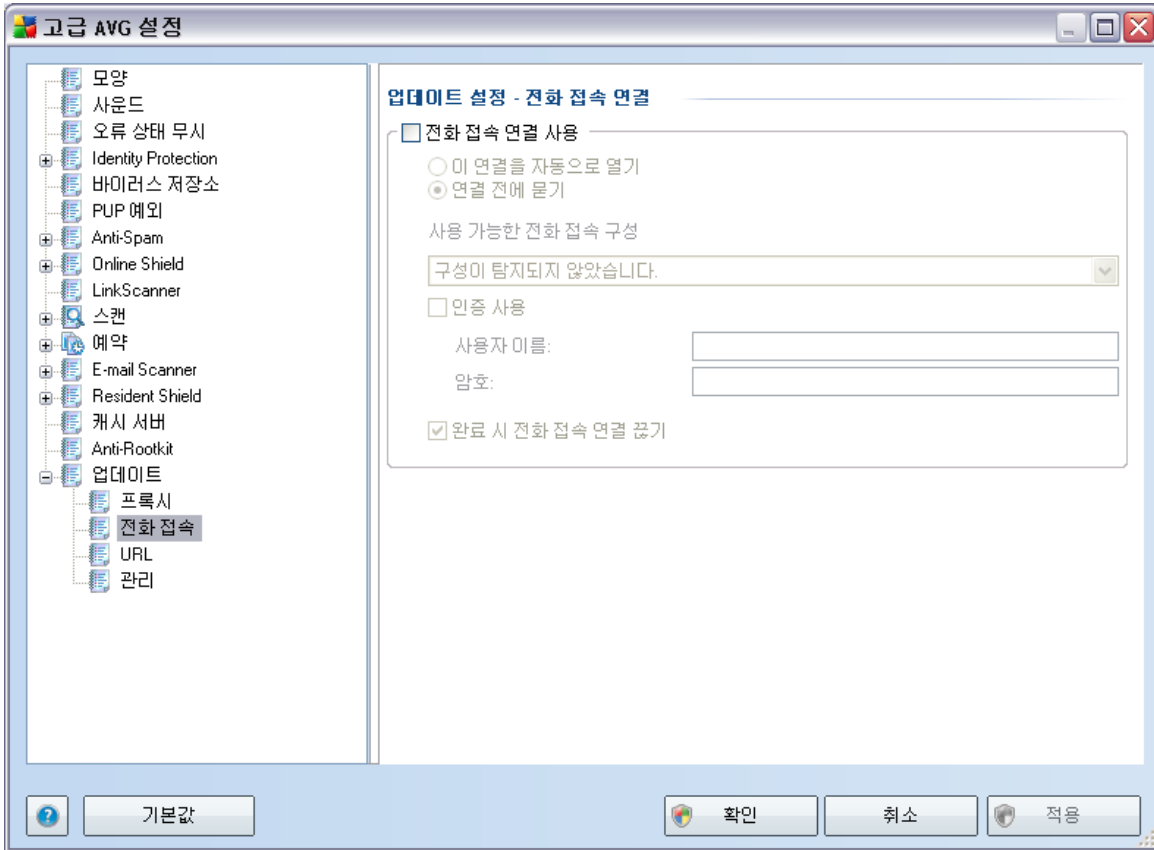 고급 AVG 설정
모양
사운드
오류 상태 무시
Identity Protection
바이러스 저장소
PUP 예외
Anti-Spam
Online Shield
LinkScanner
스캔
예약
E-mail Scanner
Resident Shield
캐시 서버
Anti-Rootkit
업데이트
프록시
전화 접속
URL
관리
업데이트 설정 - 전화 접속 연결
전화 접속 연결 사용
이 연결을 자동으로 열기
연결 전에 묻기
사용 가능한 전화 접속 구성
구성이 탐지되지 않았습니다.
인증 사용
사용자 이름:
암호:
완료 시 전화 접속 연결 끊기
기본값
확인
취소
적용